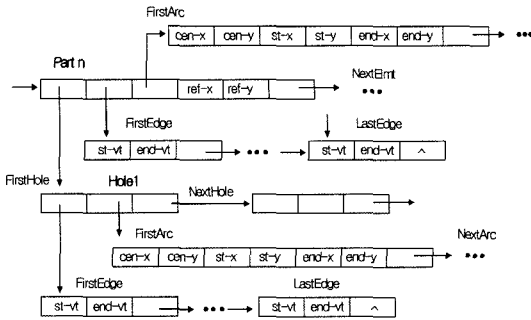 FirstArc
cen-x cen-y st-x st-y end-x end-y •••
Part n
ref-x ref-y NextElmt
•••
FirstEdge LastEdge
st-vt end-vt ••• st-vt end-vt ^
FirstHole Hole1 NextHole
FirstArc NextArc
cen-x cen-y st-x st-y end-x end-y •••
FirstEdge LastEdge
st-vt end-vt ••• st-vt end-vt ^